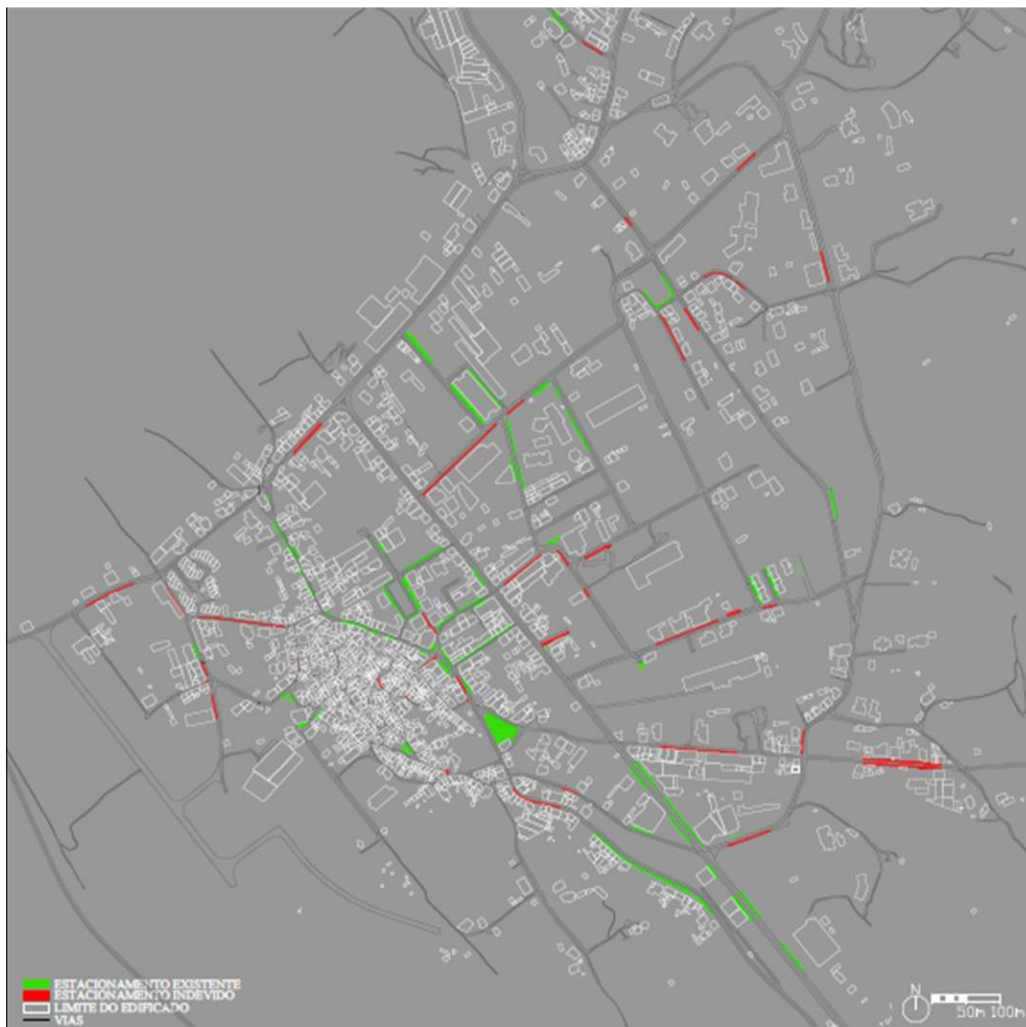 ESTACIONAMENTO EXISTENTE
ESTACIONAMENTO INDEVIDO
LIMITE DO EDIFICADO
VIAS
N
50m 100m